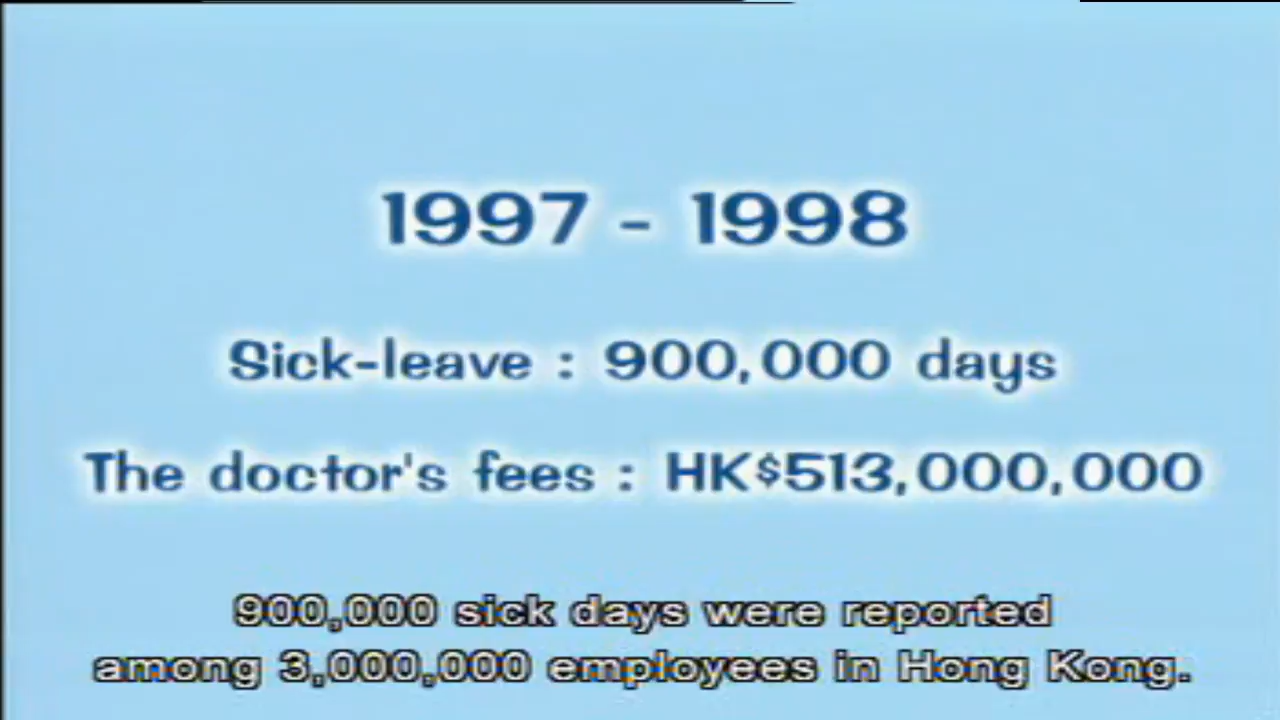 1997 - 1998
Sick-leave : 900,000 days
The doctor's fees : HK$513,000,000
900,000 sick days were reported
among 3,000,000 employees in Hong Kong.